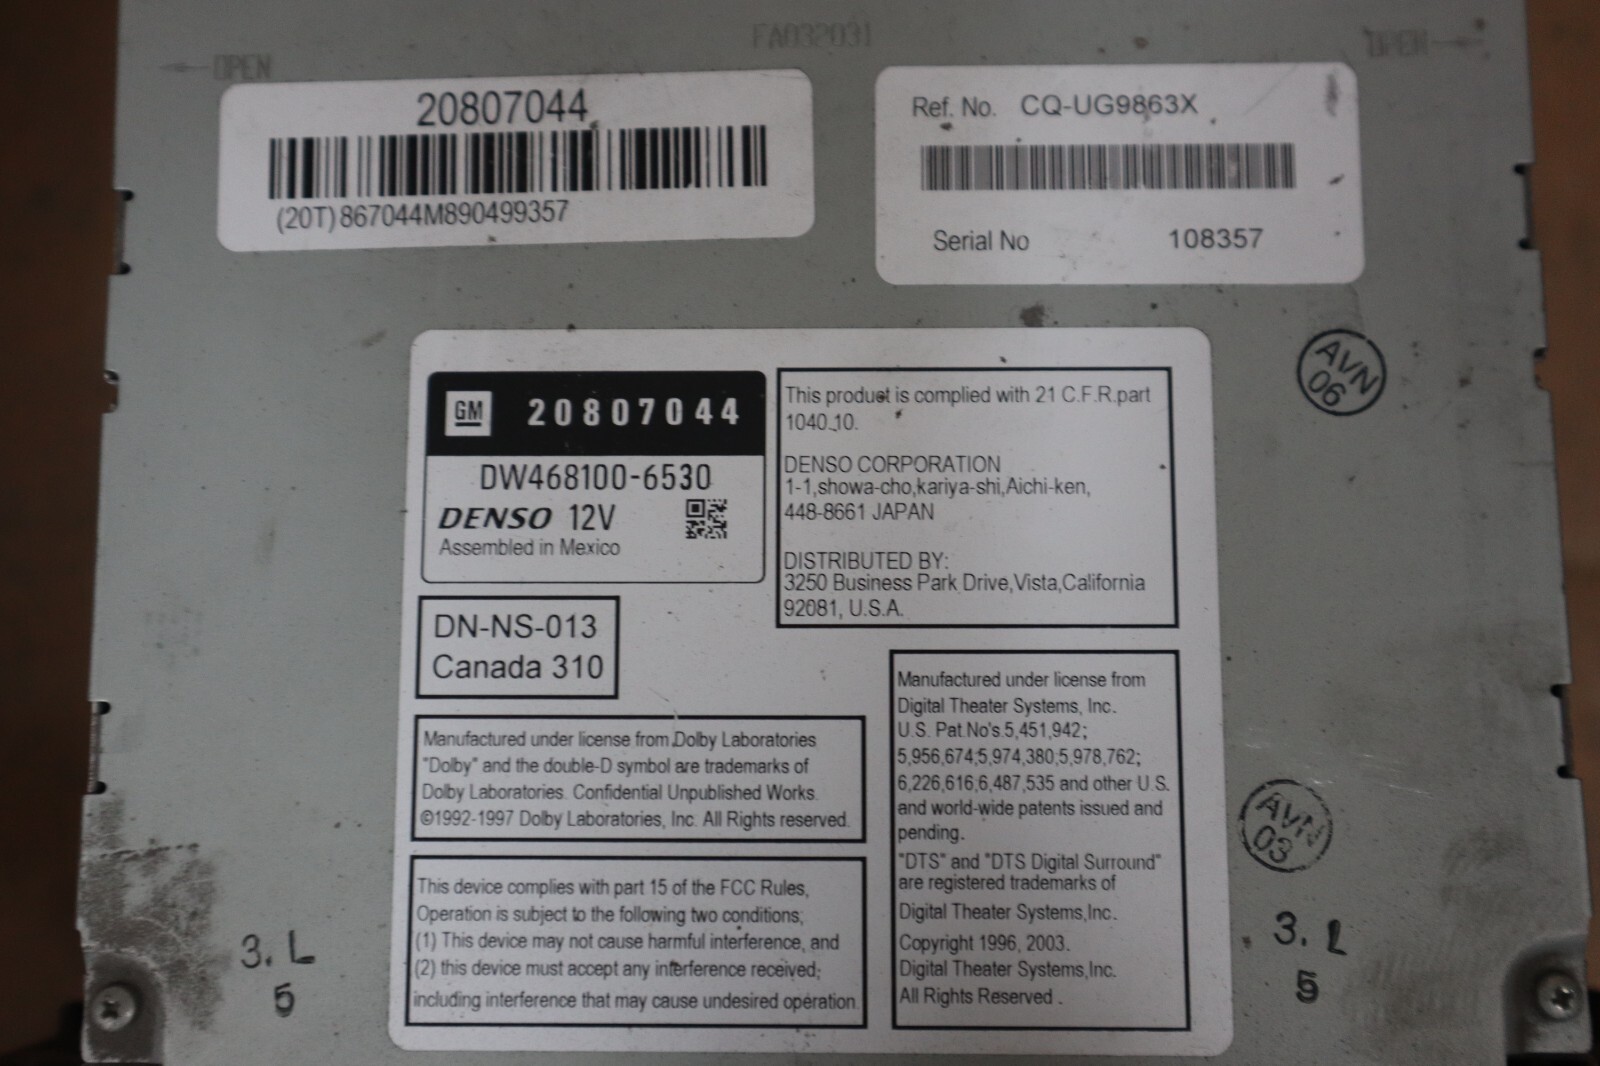 FA032031
OPEN
OPEN
20807044
(20T)867044M890499357
Ref. No. CQ-UG9863X
Serial No 108357
AVN
06
GM 20807044
DW468100-6530
DENSO 12V
Assembled in Mexico
This product is complied with 21 C.F.R.part
1040.10.
DENSO CORPORATION
1-1,showa-cho,kariya-shi,Aichi-ken,
448-8661 JAPAN
DISTRIBUTED BY:
3250 Business Park Drive,Vista,California
92081, U.S.A.
DN-NS-013
Canada 310
Manufactured under license from Dolby Laboratories
"Dolby" and the double-D symbol are trademarks of
Dolby Laboratories. Confidential Unpublished Works.
©1992-1997 Dolby Laboratories, Inc. All Rights reserved.
This device complies with part 15 of the FCC Rules,
Operation is subject to the following two conditions;
(1) This device may not cause harmful interference, and
(2) this device must accept any interference received;
including interference that may cause undesired operation.
Manufactured under license from
Digital Theater Systems, Inc.
U.S. Pat.No's.5,451,942;
5,956,674;5,974,380;5,978,762;
6,226,616;6,487,535 and other U.S.
and world-wide patents issued and
pending.
"DTS" and "DTS Digital Surround"
are registered trademarks of
Digital Theater Systems,Inc.
Copyright 1996, 2003.
Digital Theater Systems,Inc.
All Rights Reserved .
AVN
03
3. L
5
3. L
5